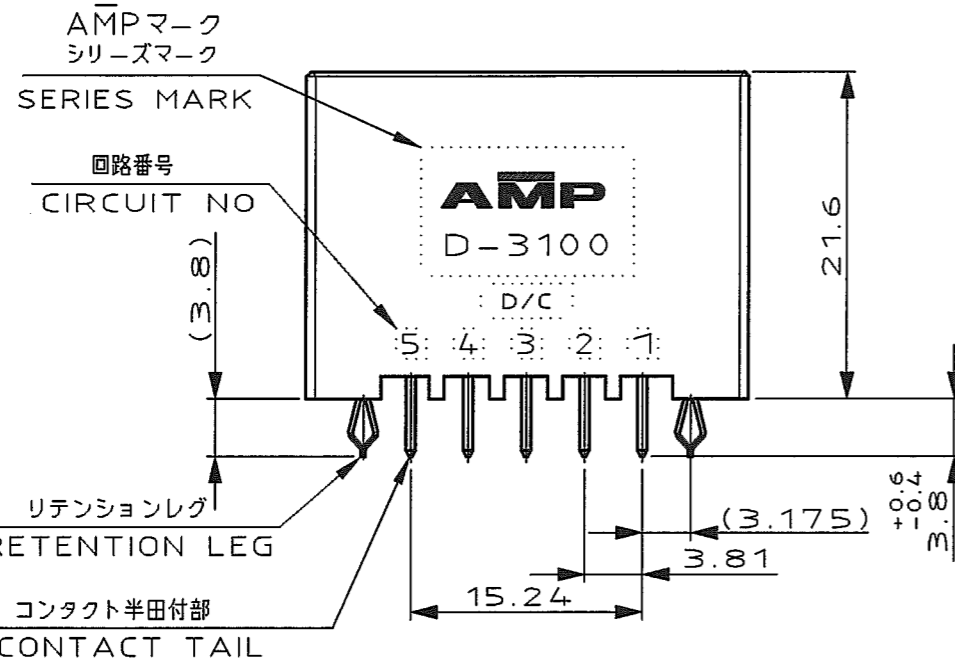 AMPマーク
シリーズマーク
SERIES MARK
回路番号
CIRCUIT NO
(3.8)
AMP
D-3100
D/C
5 4 3 2 1
21.6
リテンションレグ
RETENTION LEG
コンタクト半田付部
CONTACT TAIL
(3.175)
3.81
15.24
+0.6
-0.4
3.8